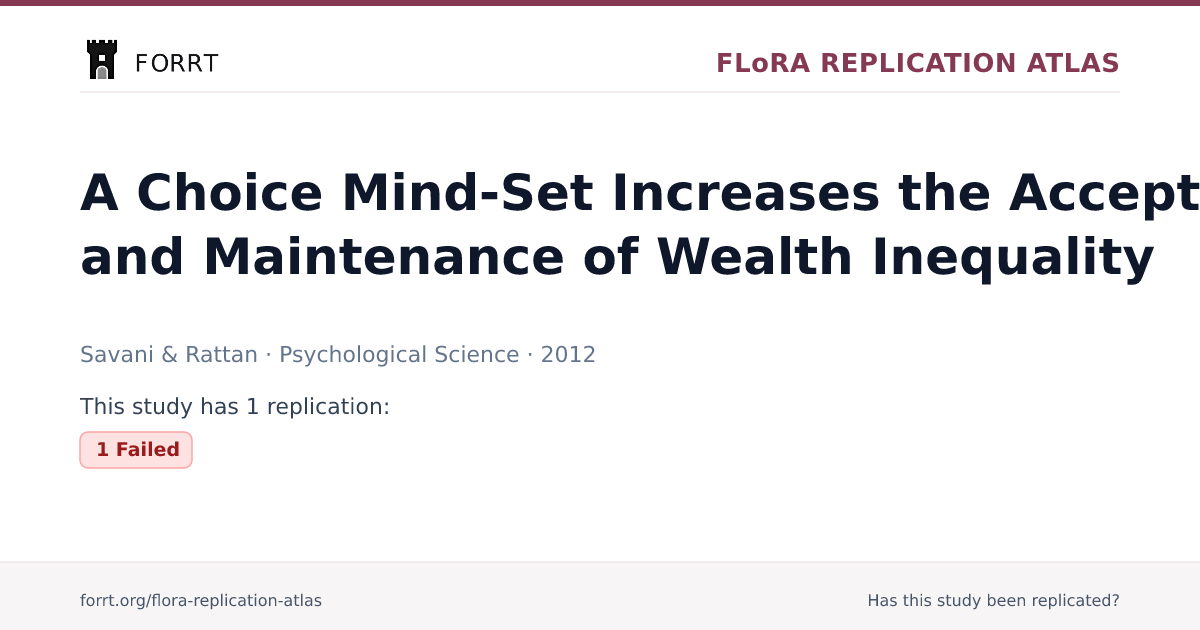 FORRT
FLoRA REPLICATION ATLAS
A Choice Mind-Set Increases the Accept
and Maintenance of Wealth Inequality
Savani & Rattan · Psychological Science · 2012
This study has 1 replication:
1 Failed
forrt.org/flora-replication-atlas
Has this study been replicated?